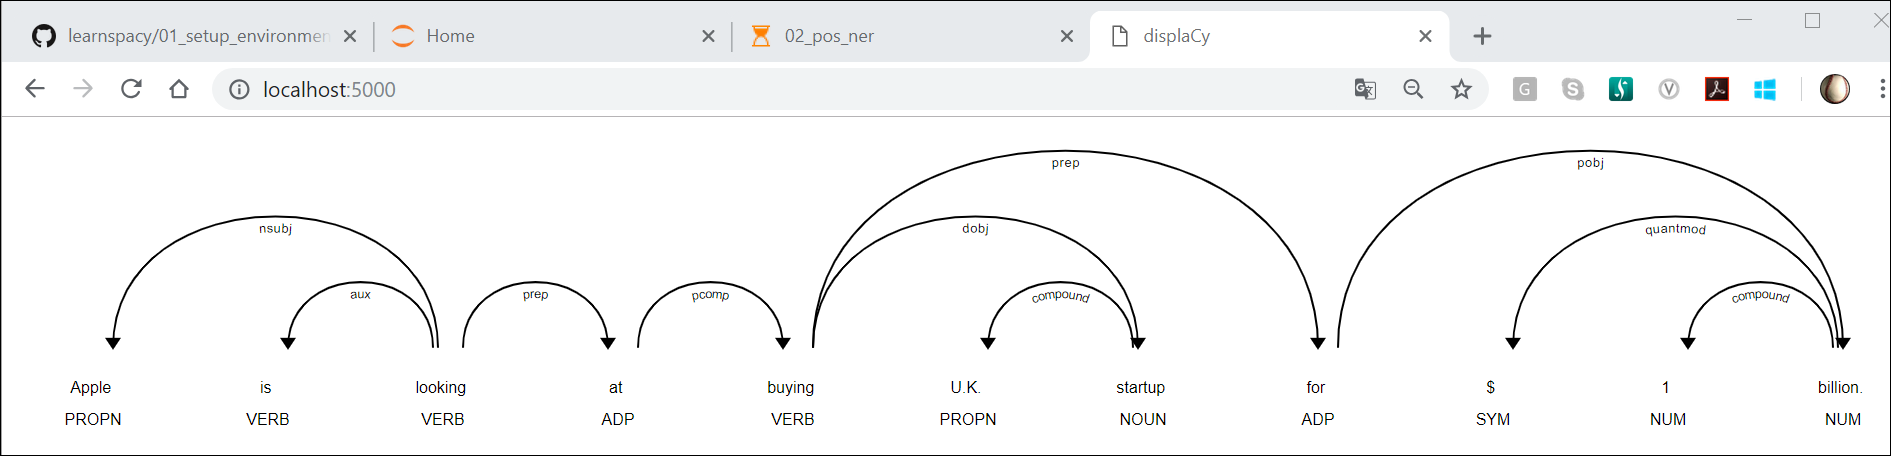 learnspacy/01_setup_environmen Home 02_pos_ner displaCy
localhost:5000
prep pobj
nsubj dobj quantmod
aux prep pcomp compound compound
Apple is looking at buying U.K. startup for $ 1 billion.
PROPN VERB VERB ADP VERB PROPN NOUN ADP SYM NUM NUM